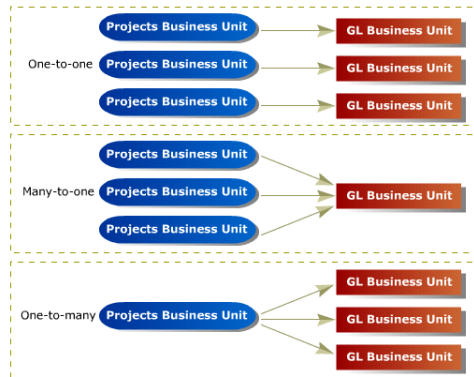 Projects Business Unit GL Business Unit
One-to-one Projects Business Unit GL Business Unit
Projects Business Unit GL Business Unit
Projects Business Unit
Many-to-one Projects Business Unit GL Business Unit
Projects Business Unit
GL Business Unit
One-to-many Projects Business Unit GL Business Unit
GL Business Unit